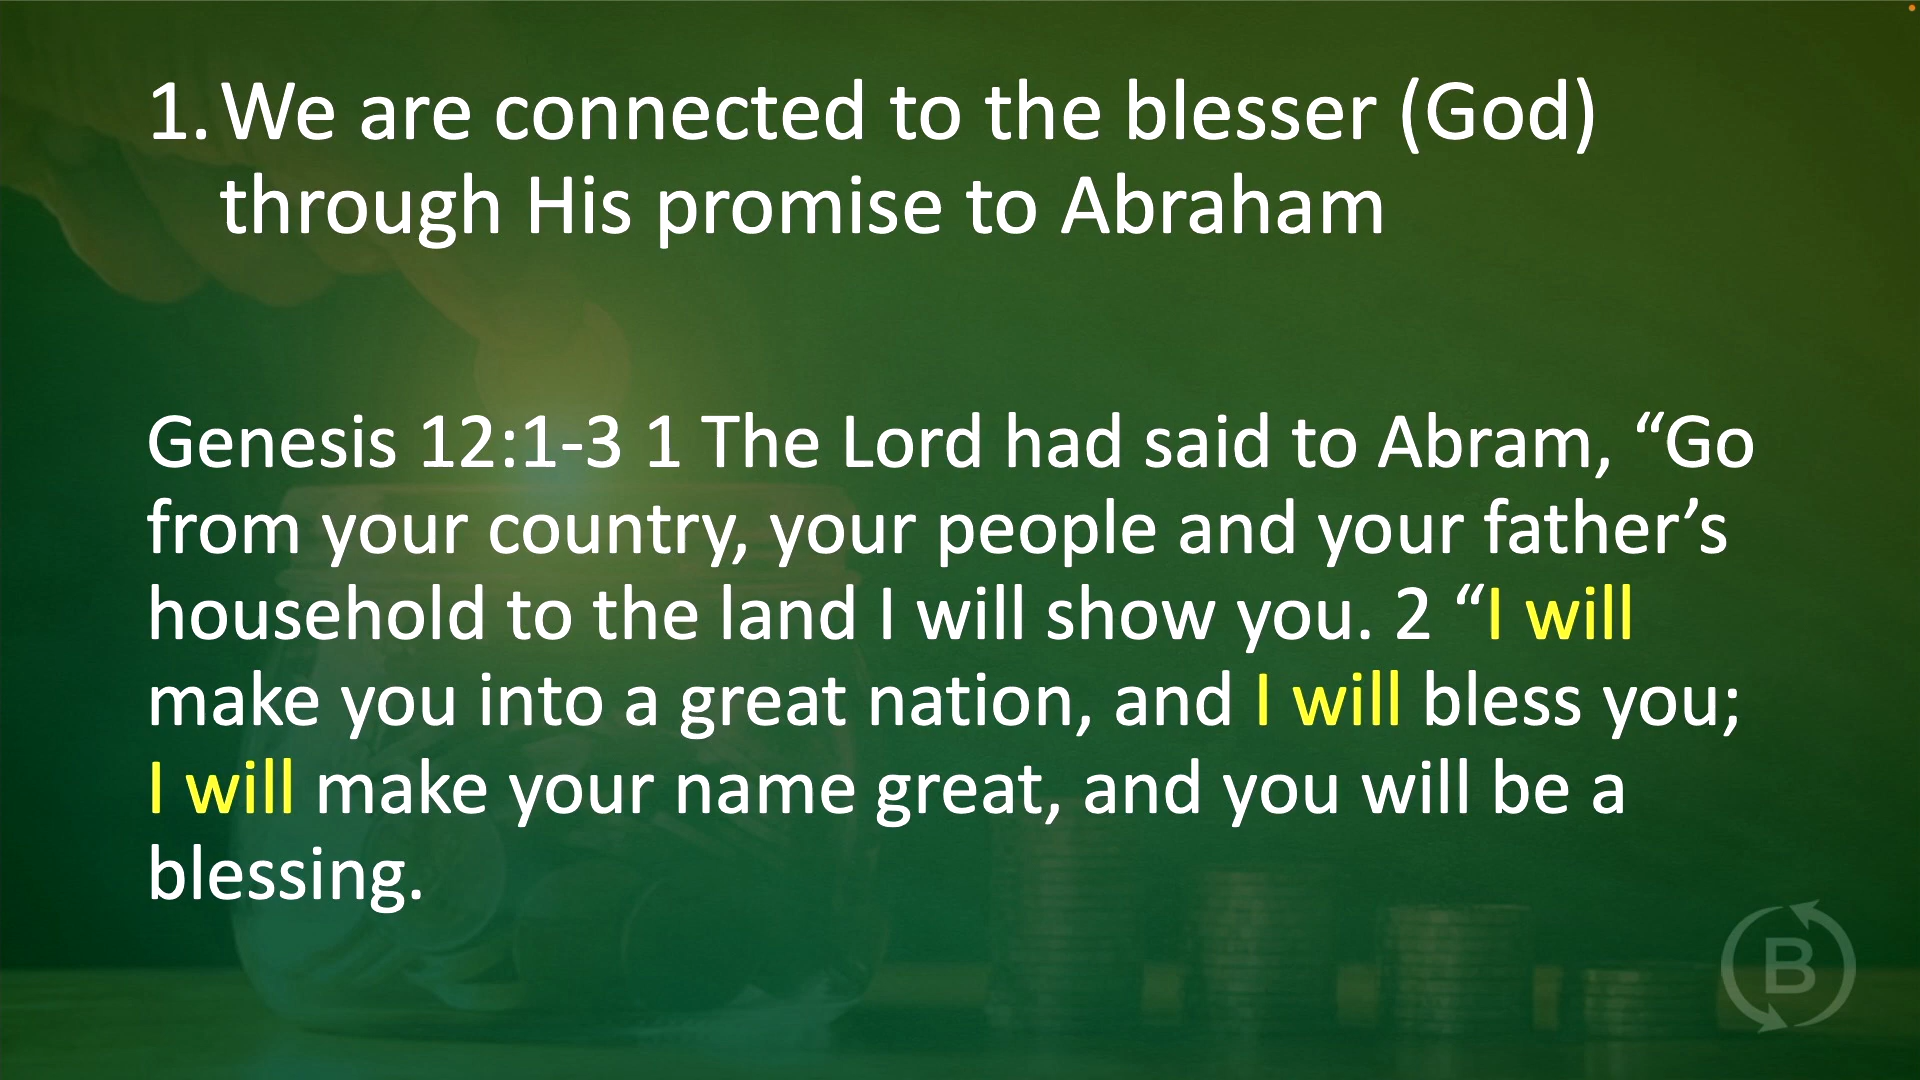 1. We are connected to the blesser (God)
through His promise to Abraham
Genesis 12:1-3 1 The Lord had said to Abram, “Go
from your country, your people and your father’s
household to the land I will show you. 2 “I will
make you into a great nation, and I will bless you;
I will make your name great, and you will be a
blessing.
B